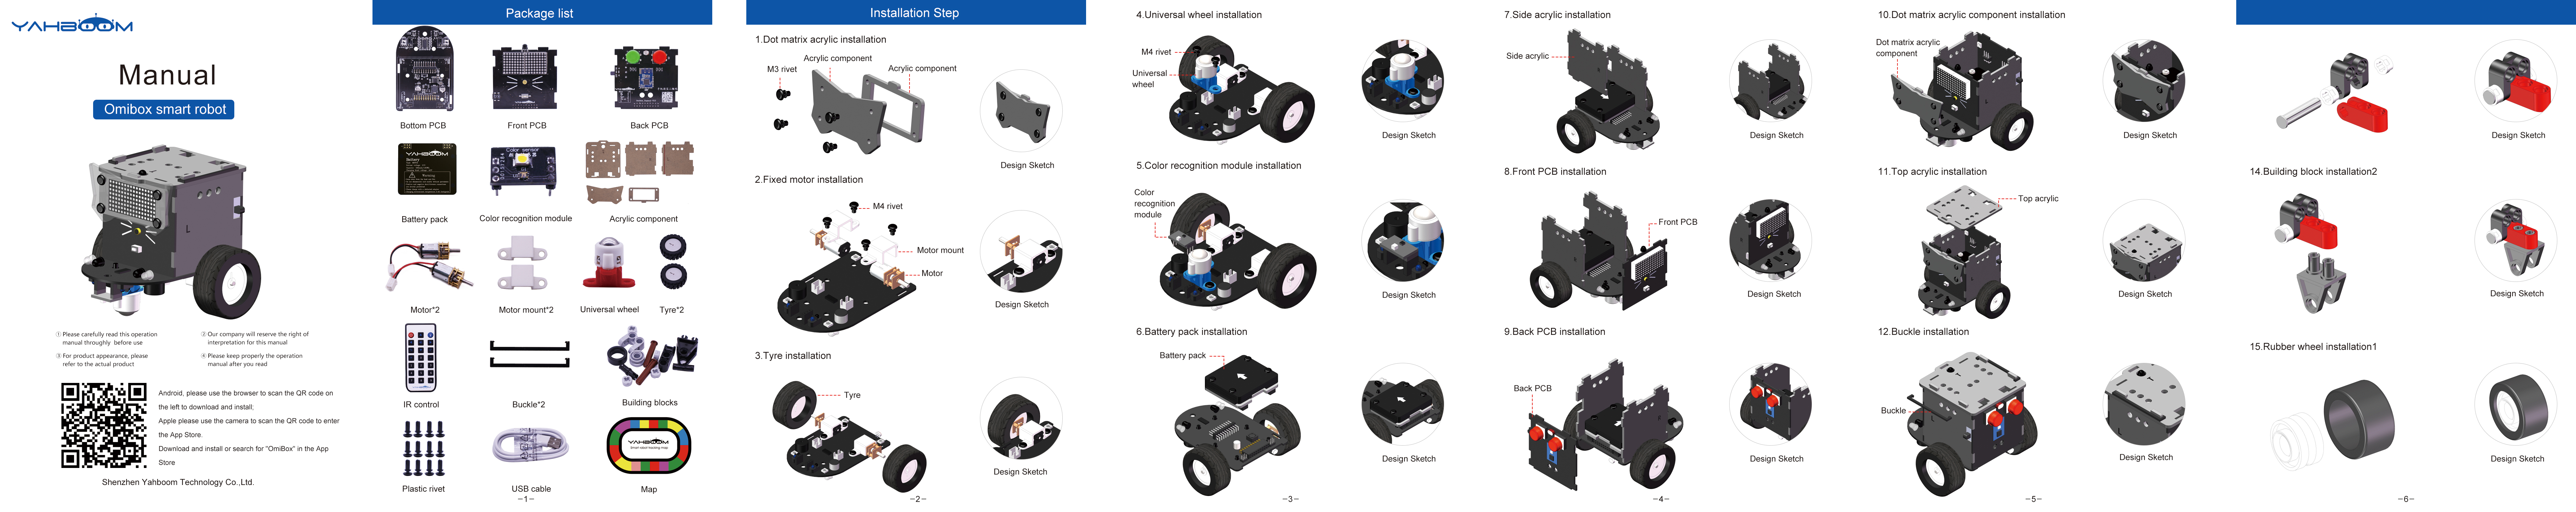 YAHBOOM
Manual
Omibox smart robot
① Please carefully read this operation
manual throughly before use
② Our company will reserve the right of
interpretation for this manual
③ For product appearance, please
refer to the actual product
④ Please keep properly the operation
manual after you read
Android, please use the browser to scan the QR code on
the left to download and install;
Apple please use the camera to scan the QR code to enter
the App Store.
Download and install or search for "OmiBox" in the App
Store
Shenzhen Yahboom Technology Co.,Ltd.
Package list
Bottom PCB
Front PCB
Back PCB
YAHBOOM
Battery
Warning
Color sensor
Battery pack
Color recognition module
Acrylic component
Motor*2
Motor mount*2
Universal wheel
Tyre*2
IR control
Buckle*2
Building blocks
YAHBOOM
Smart robot tracking map
Plastic rivet
USB cable
Map
-1-
Installation Step
1.Dot matrix acrylic installation
M3 rivet
Acrylic component
Acrylic component
Design Sketch
2.Fixed motor installation
M4 rivet
Motor mount
Motor
Design Sketch
3.Tyre installation
Tyre
Design Sketch
-2-
4.Universal wheel installation
M4 rivet
Universal
wheel
Design Sketch
5.Color recognition module installation
Color
recognition
module
Design Sketch
6.Battery pack installation
Battery pack
Design Sketch
-3-
7.Side acrylic installation
Side acrylic
Design Sketch
8.Front PCB installation
Front PCB
Design Sketch
9.Back PCB installation
Back PCB
Design Sketch
-4-
10.Dot matrix acrylic component installation
Dot matrix acrylic
component
Design Sketch
11.Top acrylic installation
Top acrylic
Design Sketch
12.Buckle installation
Buckle
Design Sketch
-5-
Design Sketch
14.Building block installation2
Design Sketch
15.Rubber wheel installation1
Design Sketch
-6-